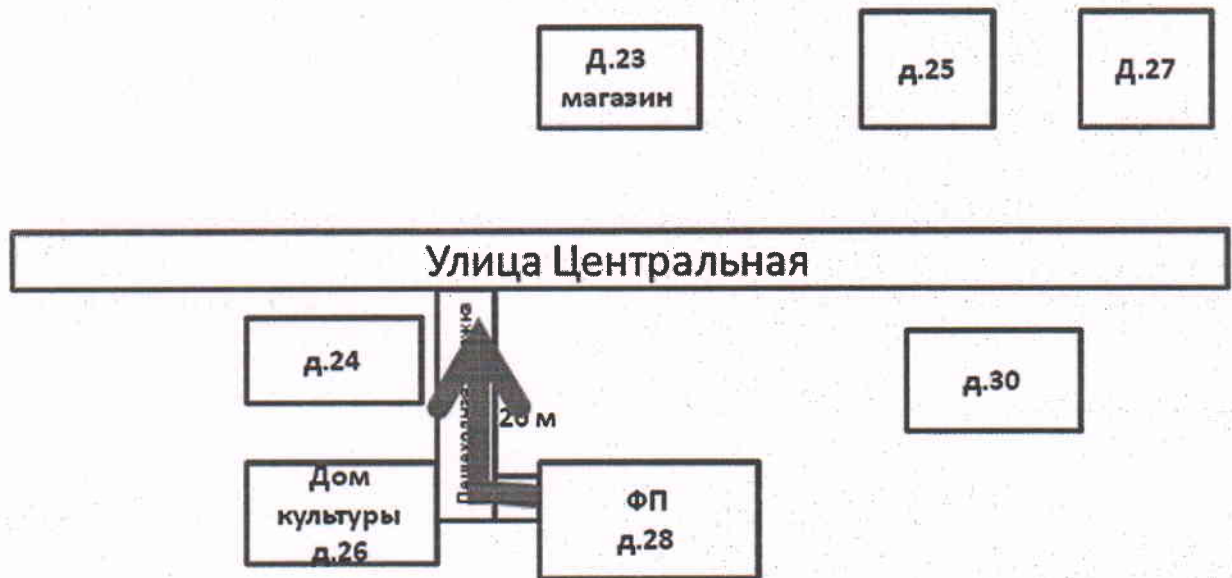 Д.23
магазин
д.25
Д.27
Улица Центральная
д.24
д.30
м
Дом
культуры
д.26
ФП
д.28